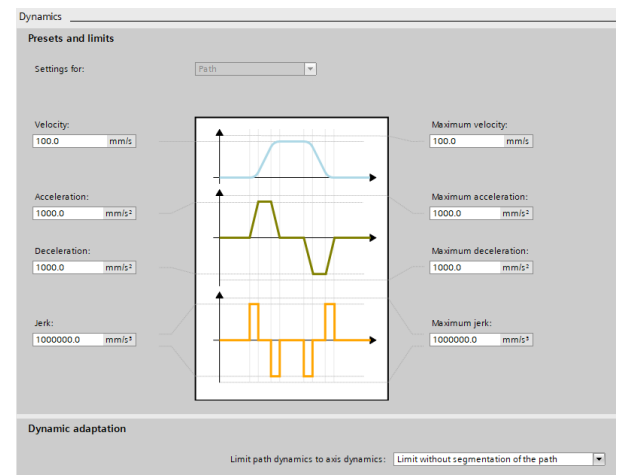 Dynamics
Presets and limits
Settings for: Path
Velocity: Maximum velocity:
100.0 mm/s 100.0 mm/s
Acceleration: Maximum acceleration:
1000.0 mm/s² 1000.0 mm/s²
Deceleration: Maximum deceleration:
1000.0 mm/s² 1000.0 mm/s²
Jerk: Maximum jerk:
1000000.0 mm/s³ 1000000.0 mm/s³
Dynamic adaptation
Limit path dynamics to axis dynamics: Limit without segmentation of the path